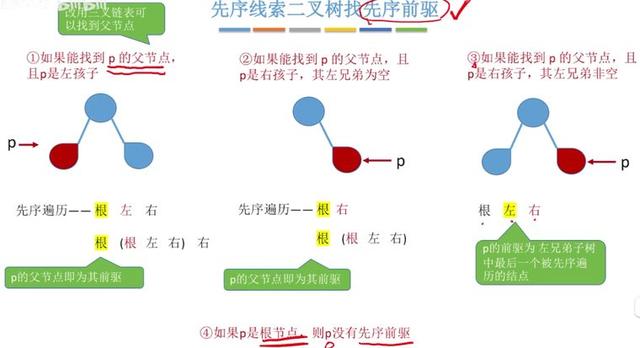 改用三叉链表可
以找到父节点
先序线索二叉树找先序前驱
①如果能找到 p 的父节点,
且p是左孩子
②如果能找到 p 的父节点,且
p是右孩子,其左兄弟为空
③如果能找到 p 的父节点,且
p是右孩子,其左兄弟非空
p
p
p
先序遍历——根 左 右
根 (根 左 右) 右
p的父节点即为其前驱
先序遍历——根 右
根 (根 左 右)
p的父节点即为其前驱
根 左 右
p的前驱为 左兄弟子树
中最后一个被先序遍
历的结点
④如果p是根节点,则p没有先序前驱